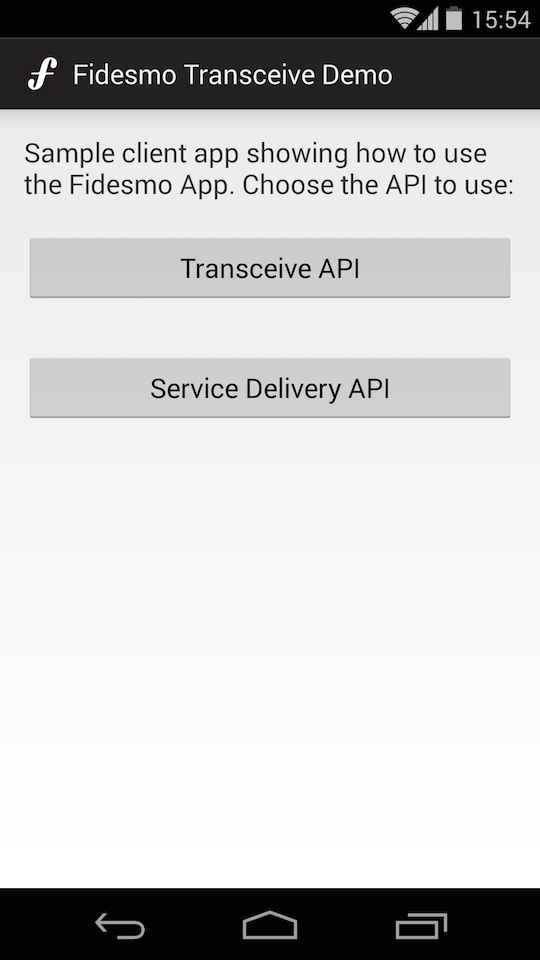 15:54
Fidesmo Transceive Demo
Sample client app showing how to use
the Fidesmo App. Choose the API to use:
Transceive API
Service Delivery API